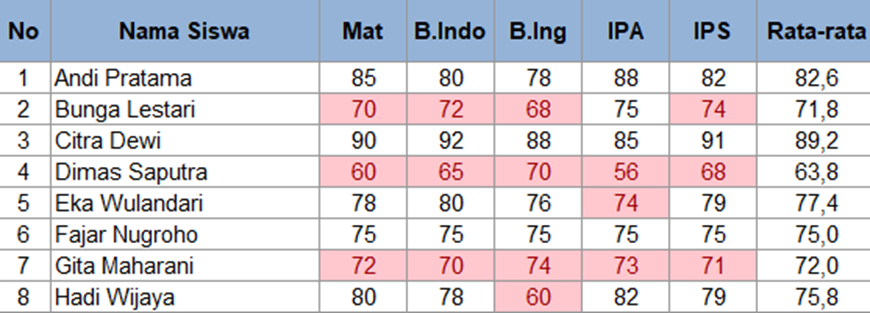 No Nama Siswa Mat B.Indo B.Ing IPA IPS Rata-rata
1 Andi Pratama 85 80 78 88 82 82,6
2 Bunga Lestari 70 72 68 75 74 71,8
3 Citra Dewi 90 92 88 85 91 89,2
4 Dimas Saputra 60 65 70 56 68 63,8
5 Eka Wulandari 78 80 76 74 79 77,4
6 Fajar Nugroho 75 75 75 75 75 75,0
7 Gita Maharani 72 70 74 73 71 72,0
8 Hadi Wijaya 80 78 60 82 79 75,8